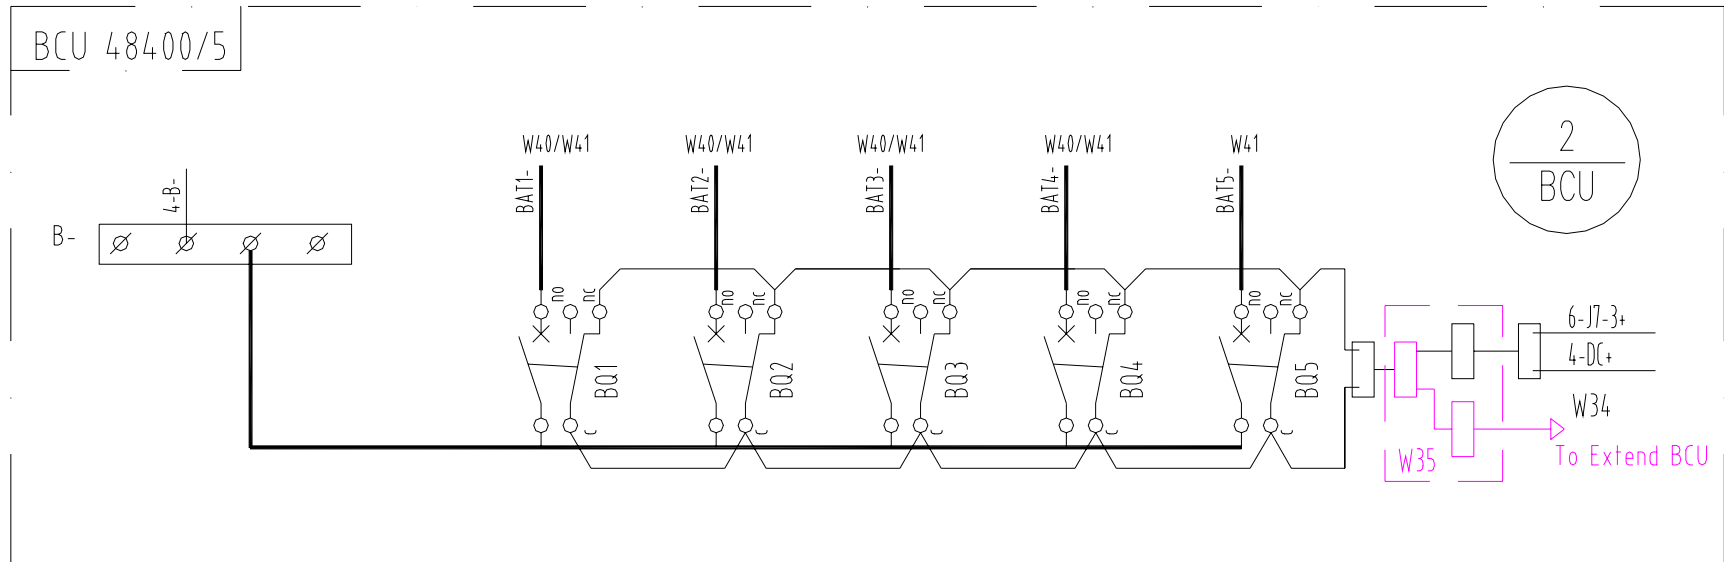 BCU 48400/5
2
BCU
W40/W41
W40/W41
W40/W41
W40/W41
W41
4-B-
BAT1-
BAT2-
BAT3-
BAT4-
BAT5-
B-
no
nc
no
nc
no
nc
no
nc
no
nc
6-J7-3+
4-DC+
BQ1
BQ2
BQ3
BQ4
BQ5
W34
C
C
C
C
C
W35
To Extend BCU